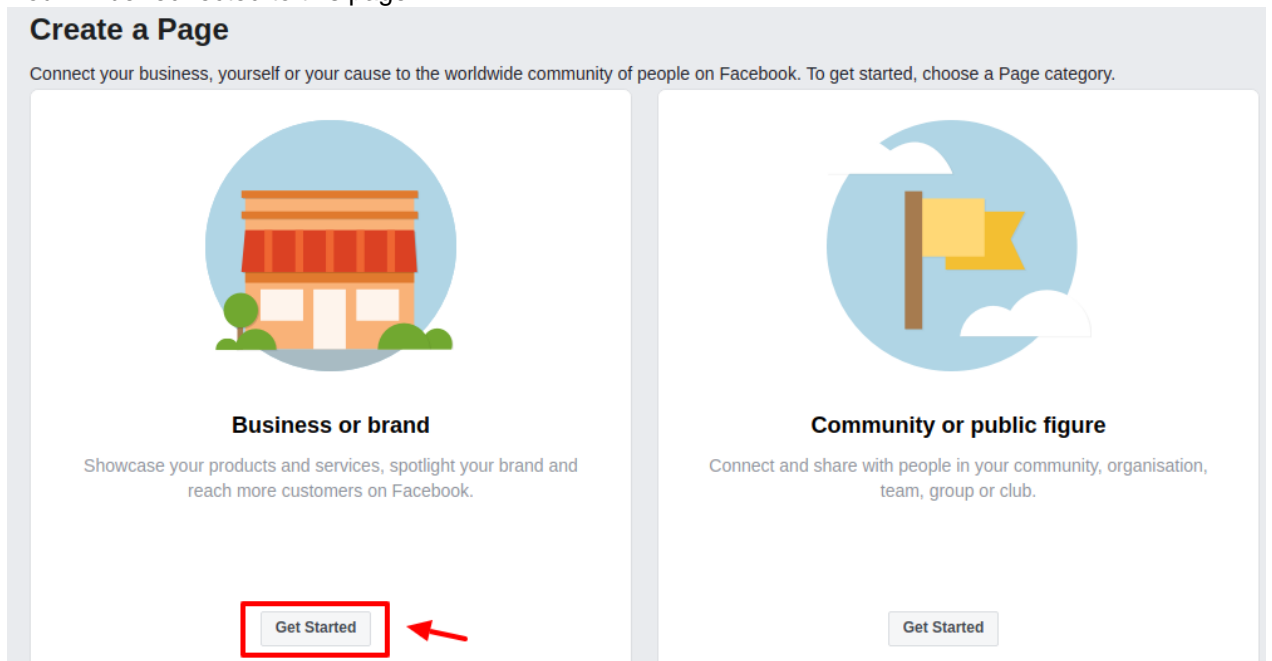 Create a Page
Connect your business, yourself or your cause to the worldwide community of people on Facebook. To get started, choose a Page category.
Business or brand
Showcase your products and services, spotlight your brand and
reach more customers on Facebook.
Get Started
Community or public figure
Connect and share with people in your community, organisation,
team, group or club.
Get Started